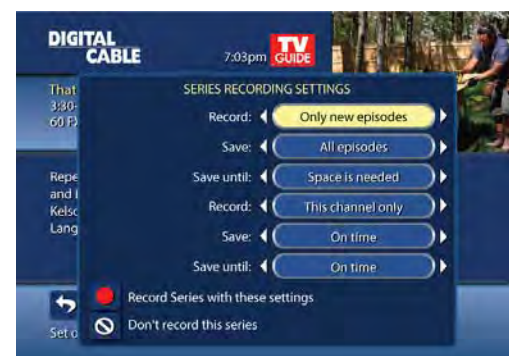 DIGITAL
CABLE
7:03pm
TV
GUIDE
That
3:30-
SERIES RECORDING SETTINGS
Record: Only new episodes
Save: All episodes
Save until: Space is needed
Record: This channel only
Save: On time
Save until: On time
Repe
and
Kelso
Lang
Record Series with these settings
Don't record this series
Set